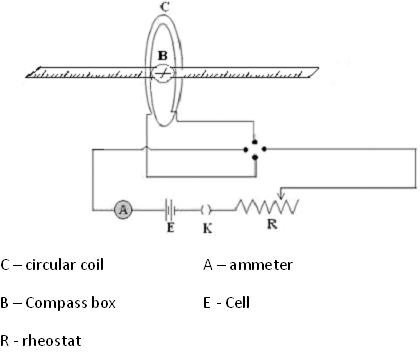 C
B
A
E
K
R
C – circular coil
A – ammeter
B – Compass box
E - Cell
R - rheostat